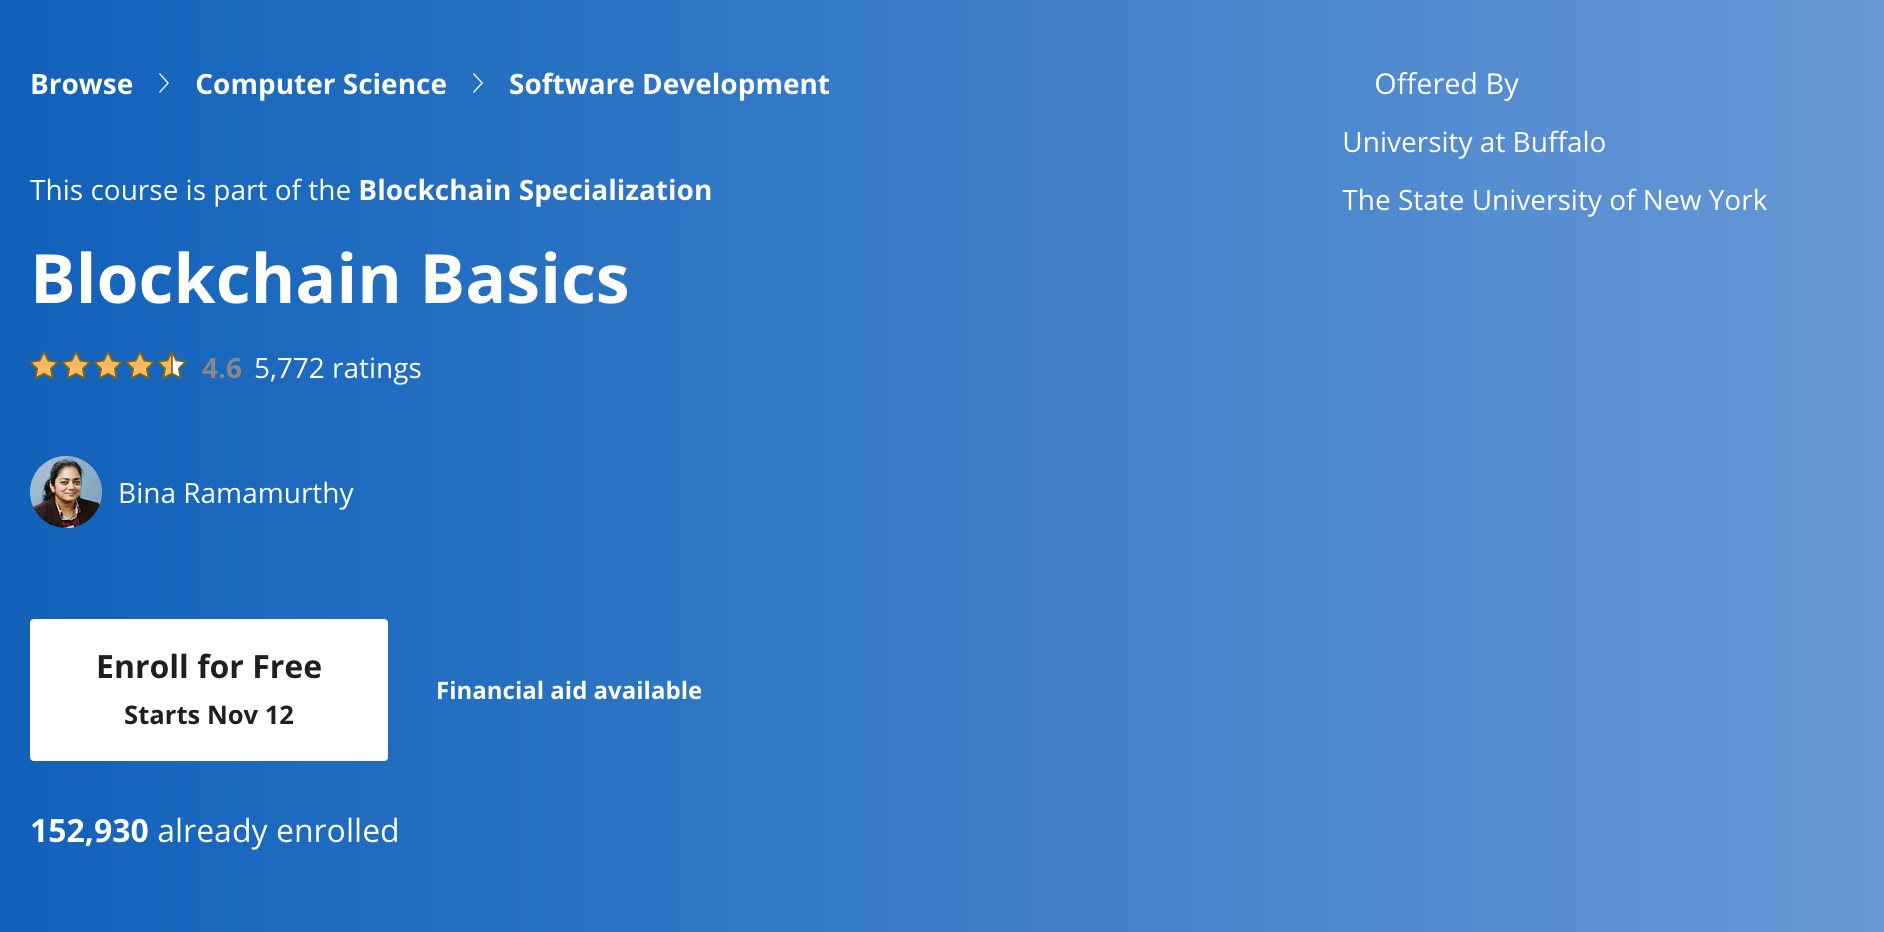 Browse > Computer Science > Software Development
This course is part of the Blockchain Specialization
Blockchain Basics
4.6 5,772 ratings
Bina Ramamurthy
Enroll for Free
Starts Nov 12
Financial aid available
152,930 already enrolled
Offered By
University at Buffalo
The State University of New York